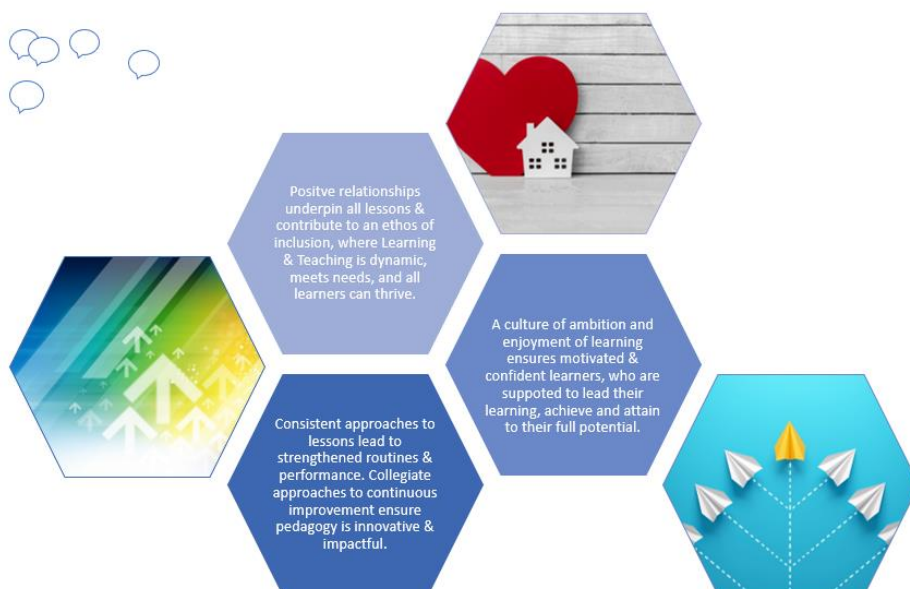 Positve relationships
underpin all lessons &
contribute to an ethos of
inclusion, where Learning
& Teaching is dynamic,
meets needs, and all
learners can thrive.
A culture of ambition and
enjoyment of learning
ensures motivated &
confident learners, who are
suppoted to lead their
learning, achieve and attain
to their full potential.
Consistent approaches to
lessons lead to
strengthened routines &
performance. Collegiate
approaches to continuous
improvement ensure
pedagogy is innovative &
impactful.